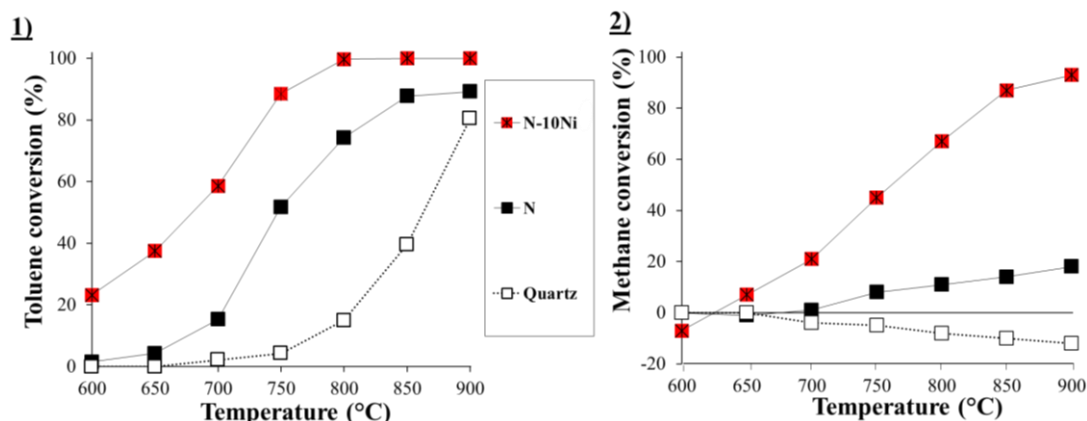 1)
Toluene conversion (%)
100
80
60
40
20
0
600 650 700 750 800 850 900
Temperature (°C)
N-10Ni
N
Quartz
2)
Methane conversion (%)
100
80
60
40
20
0
-20
600 650 700 750 800 850 900
Temperature (°C)